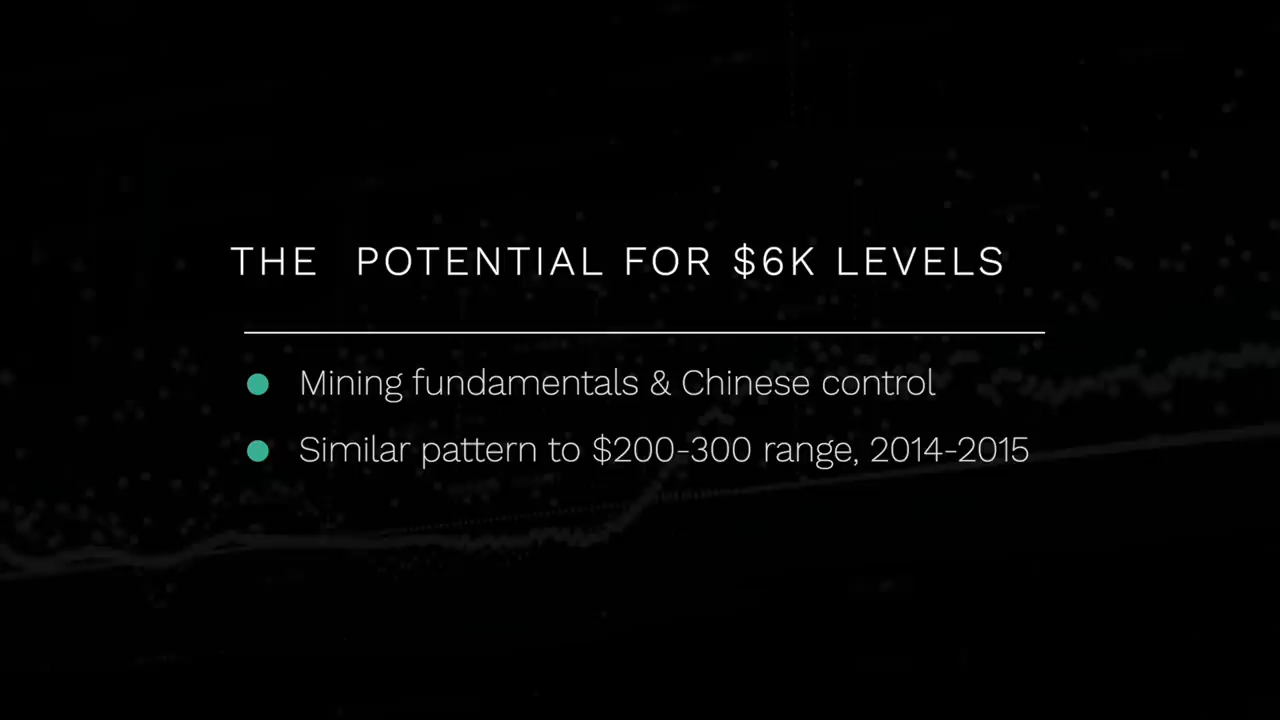 THE POTENTIAL FOR $6K LEVELS
Mining fundamentals & Chinese control
Similar pattern to $200-300 range, 2014-2015